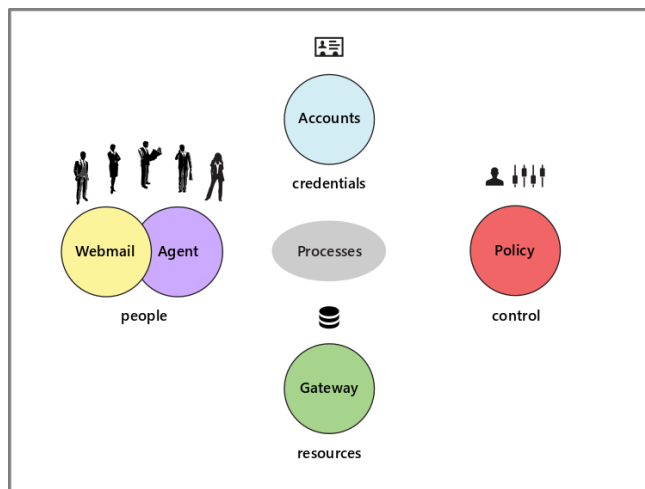 Accounts
credentials
Webmail
Agent
Processes
Policy
people
control
Gateway
resources